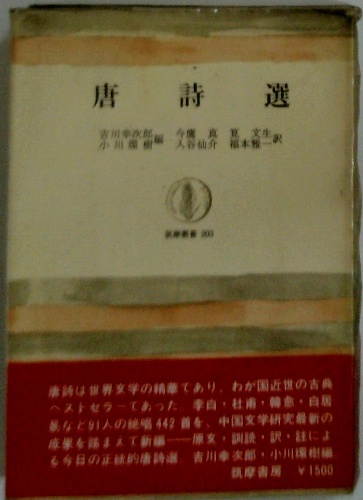 唐詩選
吉川幸次郎 編 今鷹真 筧文生 訳
小川環樹 入谷仙介 福本雅一
筑摩叢書 203
唐詩は世界文学の精華であり、わが国近世の古典
ベストセラーであった。李白・杜甫・韓愈・白居
易など91人の絶唱442首を、中国文学研究最新の
成果を踏まえて新編——原文・訓読・訳・註によ
る今日の正統的唐詩選。吉川幸次郎・小川環樹編
筑摩書房 ¥1500